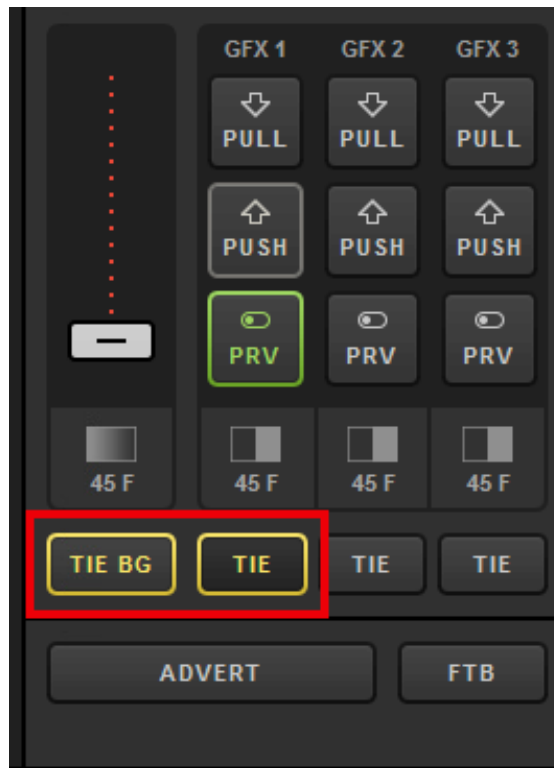 GFX 1 GFX 2 GFX 3
PULL PULL PULL
PUSH PUSH PUSH
PRV PRV PRV
45 F 45 F 45 F 45 F
TIE BG TIE TIE TIE
ADVERT FTB